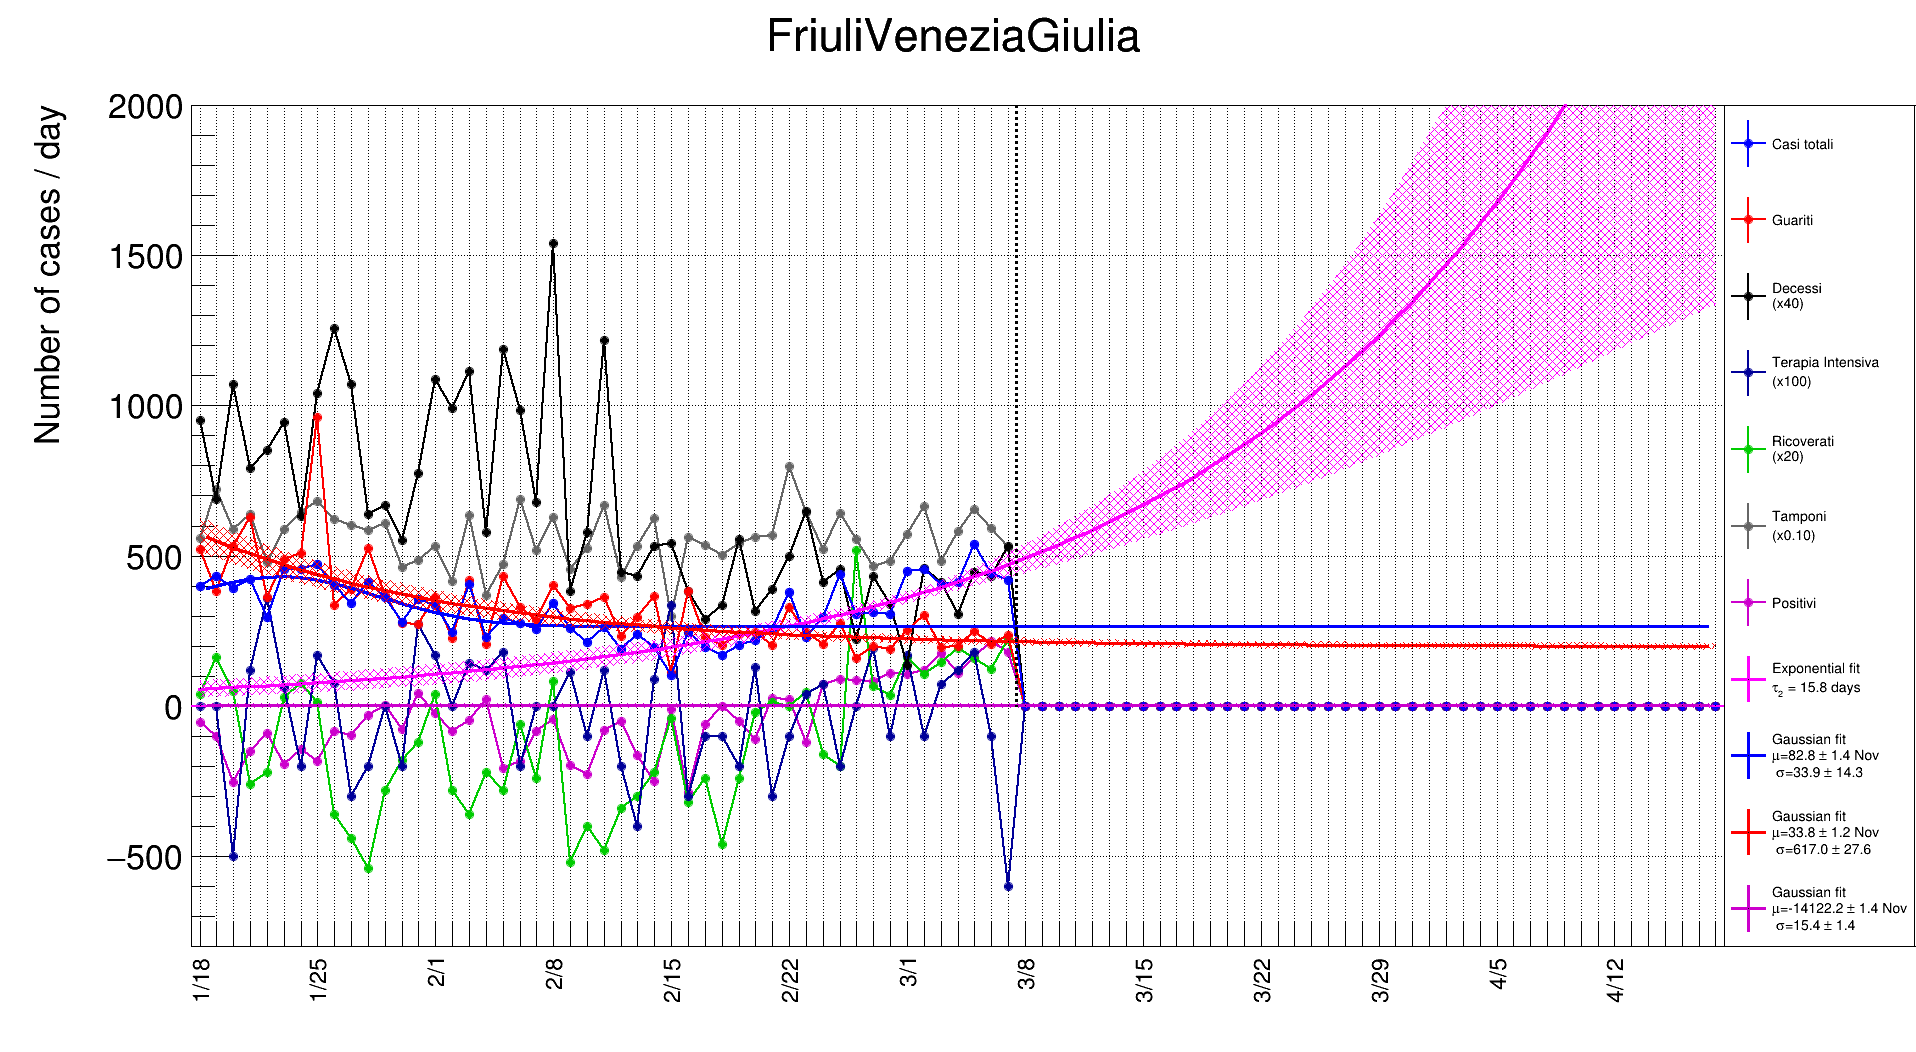 FriuliVeneziaGiulia
Number of cases / day
2000
1500
1000
500
0
−500
1/18
1/25
2/1
2/8
2/15
2/22
3/1
3/8
3/15
3/22
3/29
4/5
4/12
Casi totali
Guariti
Decessi
(x40)
Terapia Intensiva
(x100)
Ricoverati
(x20)
Tamponi
(x0.10)
Positivi
Exponential fit
τ₂ = 15.8 days
Gaussian fit
μ=82.8 ± 1.4 Nov
σ=33.9 ± 14.3
Gaussian fit
μ=33.8 ± 1.2 Nov
σ=617.0 ± 27.6
Gaussian fit
μ=-14122.2 ± 1.4 Nov
σ=15.4 ± 1.4